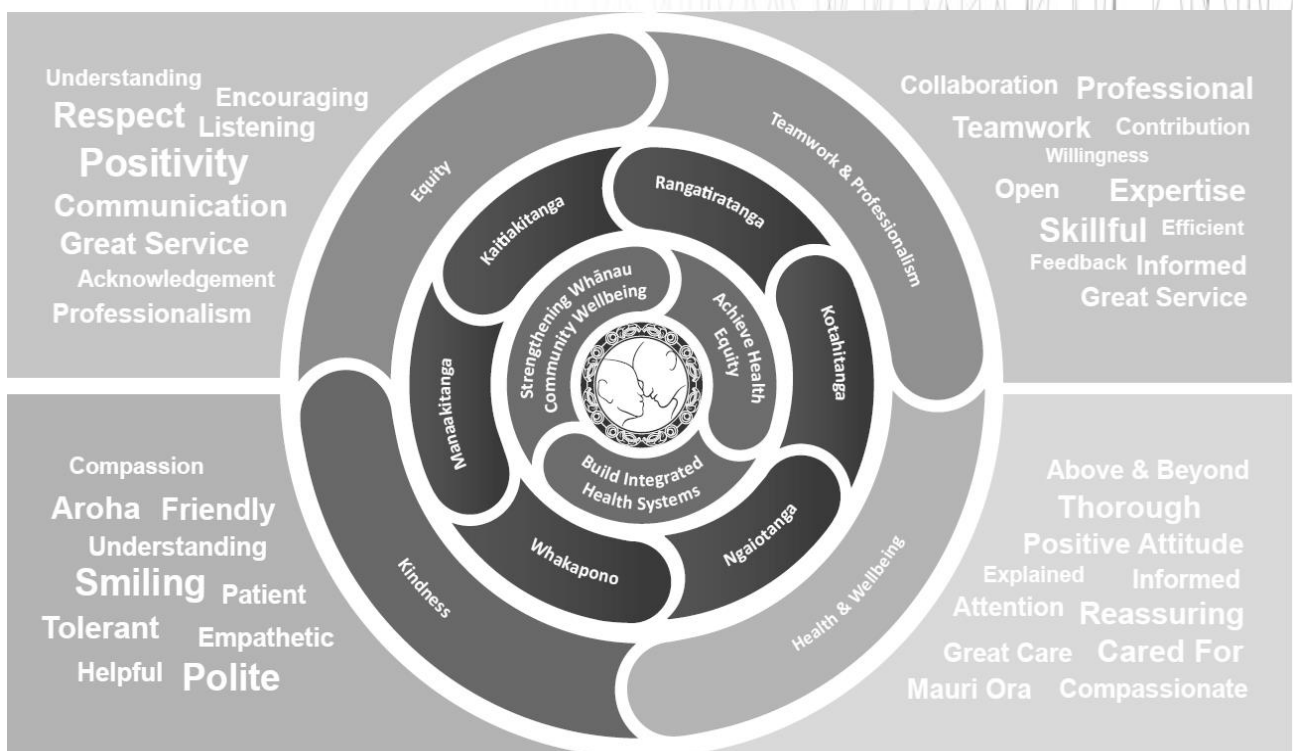 Understanding
Respect Encouraging
Listening
Positivity
Communication
Great Service
Acknowledgement
Professionalism
Collaboration Professional
Teamwork Contribution
Willingness
Open Expertise
Skillful Efficient
Feedback Informed
Great Service
Equity
Teamwork & Professionalism
Kaitiakitanga
Rangatiratanga
Manaakitanga
Kotahitanga
Whakapono
Ngaiotanga
Strengthening Whānau
Community Wellbeing
Achieve Health
Equity
Build Integrated
Health Systems
Kindness
Health & Wellbeing
Compassion
Aroha Friendly
Understanding
Smiling Patient
Tolerant Empathetic
Helpful Polite
Above & Beyond
Thorough
Positive Attitude
Explained Informed
Attention Reassuring
Great Care Cared For
Mauri Ora Compassionate